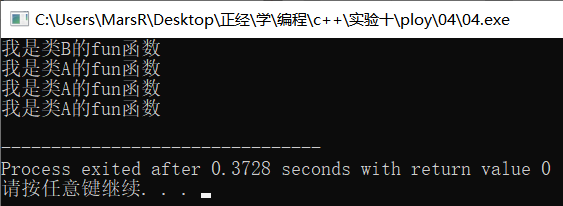 C:\Users\MarsR\Desktop\正经\学\编程\c++\实验十\ploy\04\04.exe
我是类B的fun函数
我是类A的fun函数
我是类A的fun函数
我是类A的fun函数
--------------------------------
Process exited after 0.3728 seconds with return value 0
请按任意键继续. . .